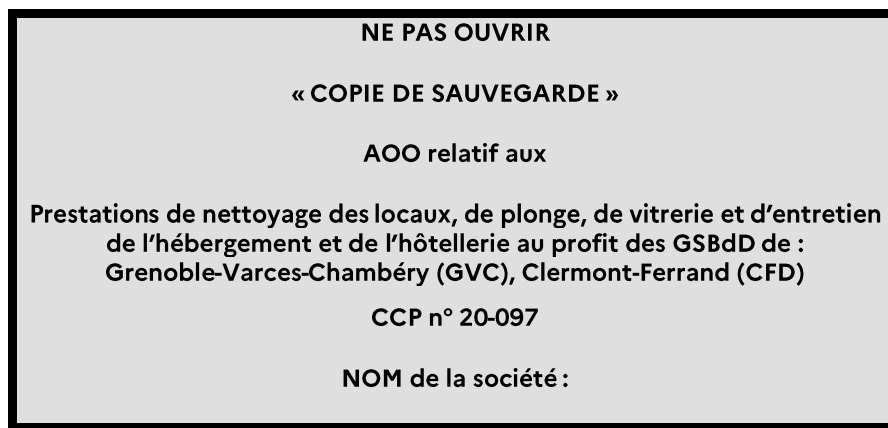 NE PAS OUVRIR
« COPIE DE SAUVEGARDE »
AOO relatif aux
Prestations de nettoyage des locaux, de plonge, de vitrerie et d’entretien
de l’hébergement et de l’hôtellerie au profit des GSBdD de :
Grenoble-Varces-Chambéry (GVC), Clermont-Ferrand (CFD)
CCP n° 20-097
NOM de la société :